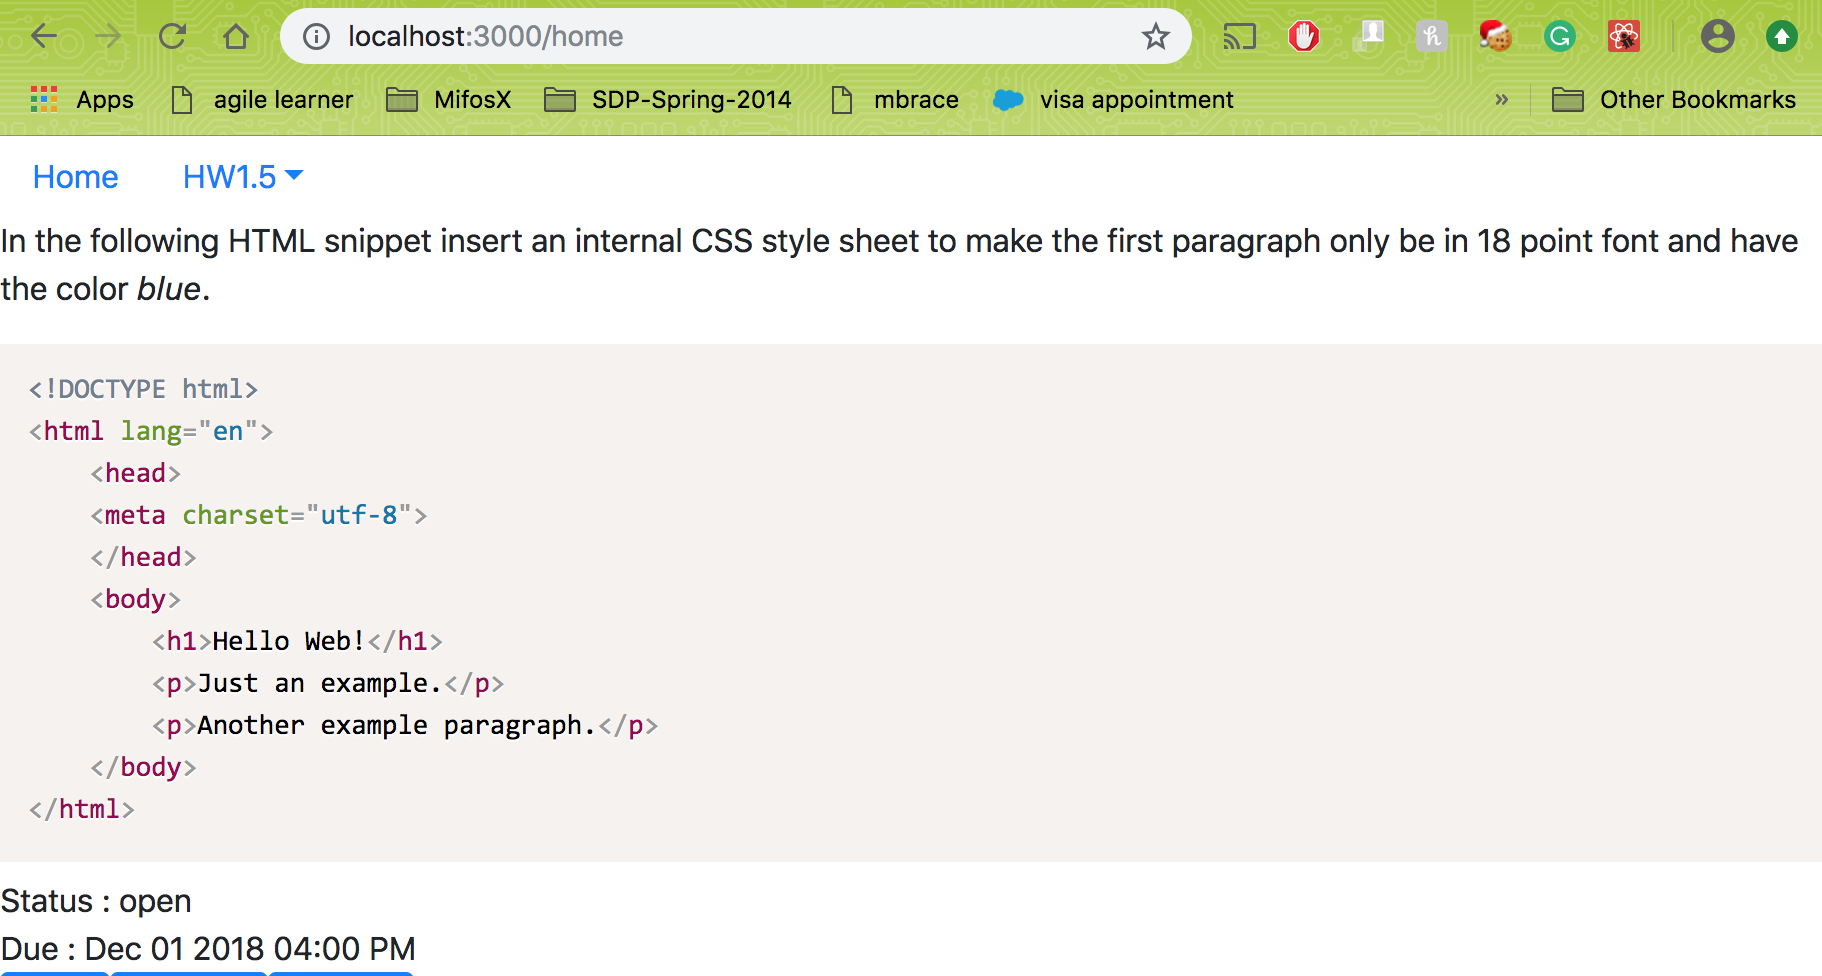 localhost:3000/home
Apps agile learner MifosX SDP-Spring-2014 mbrace visa appointment » Other Bookmarks
Home HW1.5
In the following HTML snippet insert an internal CSS style sheet to make the first paragraph only be in 18 point font and have
the color blue.
<!DOCTYPE html>
<html lang="en">
    <head>
    <meta charset="utf-8">
    </head>
    <body>
        <h1>Hello Web!</h1>
        <p>Just an example.</p>
        <p>Another example paragraph.</p>
    </body>
</html>
Status : open
Due : Dec 01 2018 04:00 PM